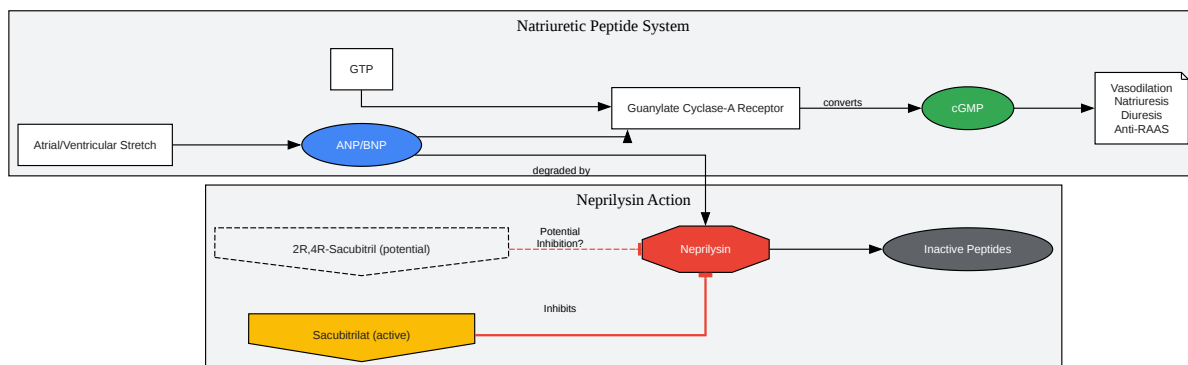 Natriuretic Peptide System
GTP
Guanylate Cyclase-A Receptor
converts
cGMP
Vasodilation
Natriuresis
Diuresis
Anti-RAAS
Atrial/Ventricular Stretch
ANP/BNP
degraded by
Neprilysin Action
2R,4R-Sacubitril (potential)
Potential
Inhibition?
Neprilysin
Inactive Peptides
Inhibits
Sacubitrilat (active)